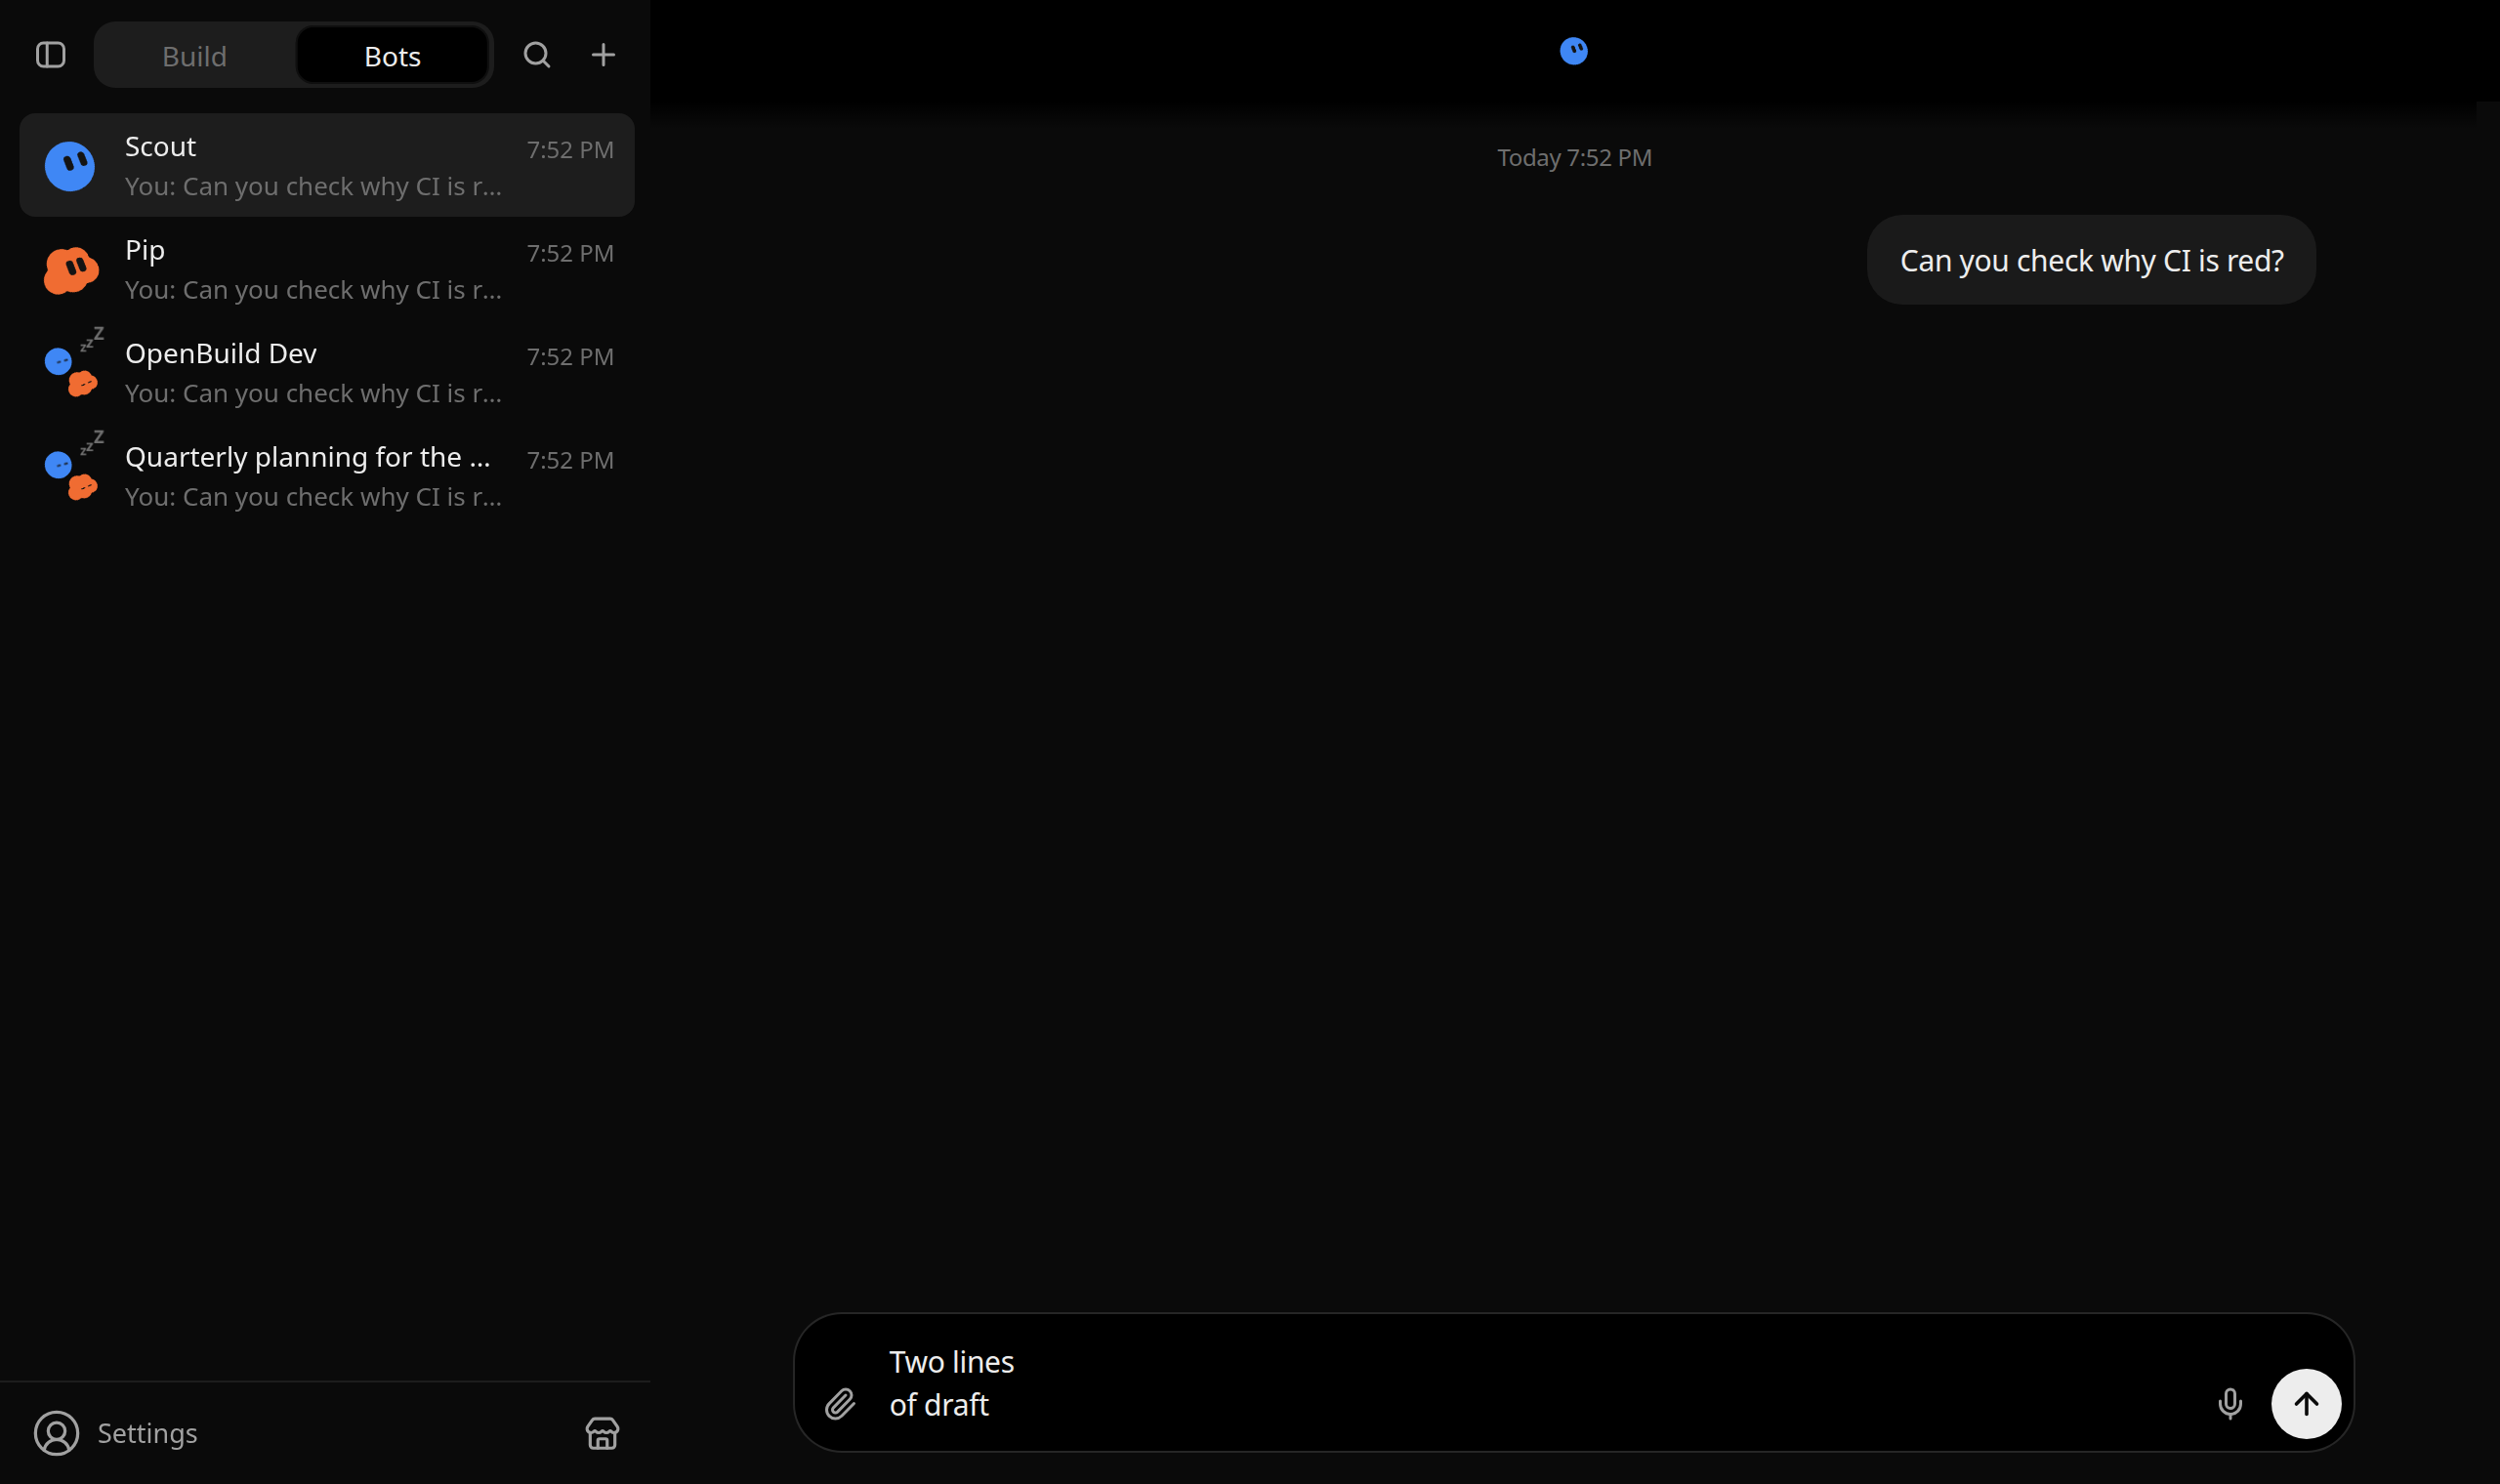 Build
Bots
Scout
7:52 PM
You: Can you check why CI is r...
Pip
7:52 PM
You: Can you check why CI is r...
zzZ
OpenBuild Dev
7:52 PM
You: Can you check why CI is r...
zzZ
Quarterly planning for the ...
7:52 PM
You: Can you check why CI is r...
Settings
Today 7:52 PM
Can you check why CI is red?
Two lines
of draft